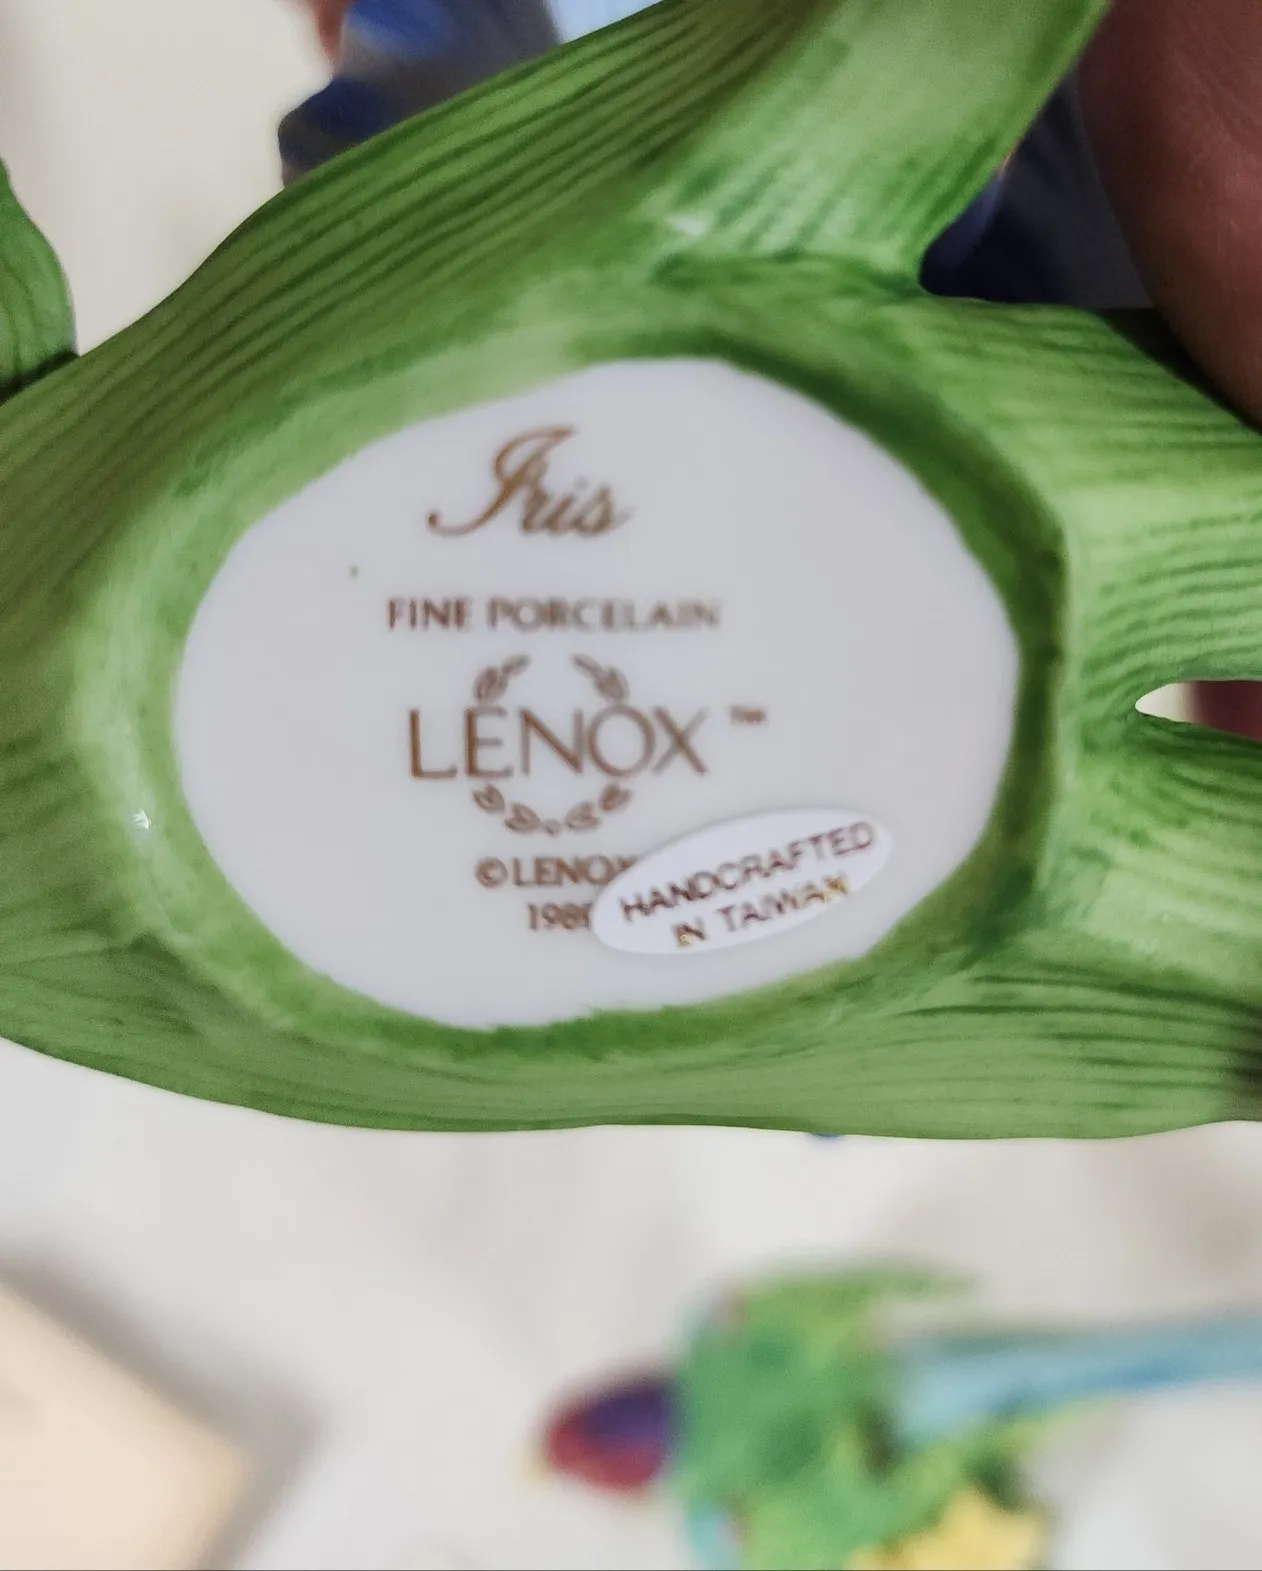 Iris
FINE PORCELAIN
LENOX™
© LENOX
HANDCRAFTED
IN TAIWAN